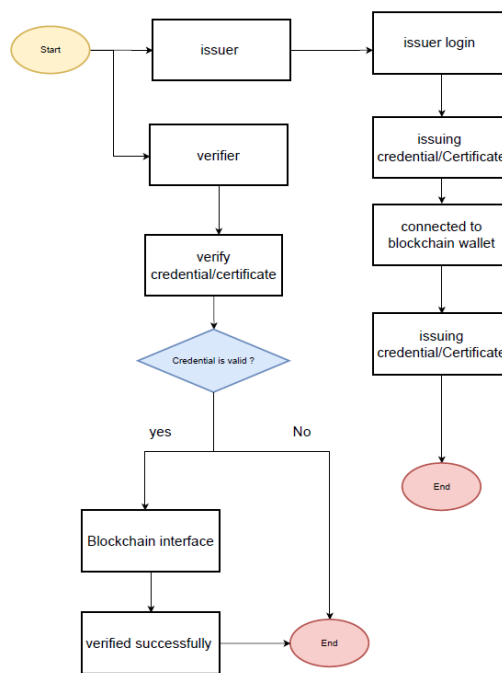 Start
issuer
issuer login
verifier
issuing
credential/Certificate
connected to
blockchain wallet
verify
credential/certificate
issuing
credential/Certificate
Credential is valid ?
yes
No
End
Blockchain interface
verified successfully
End